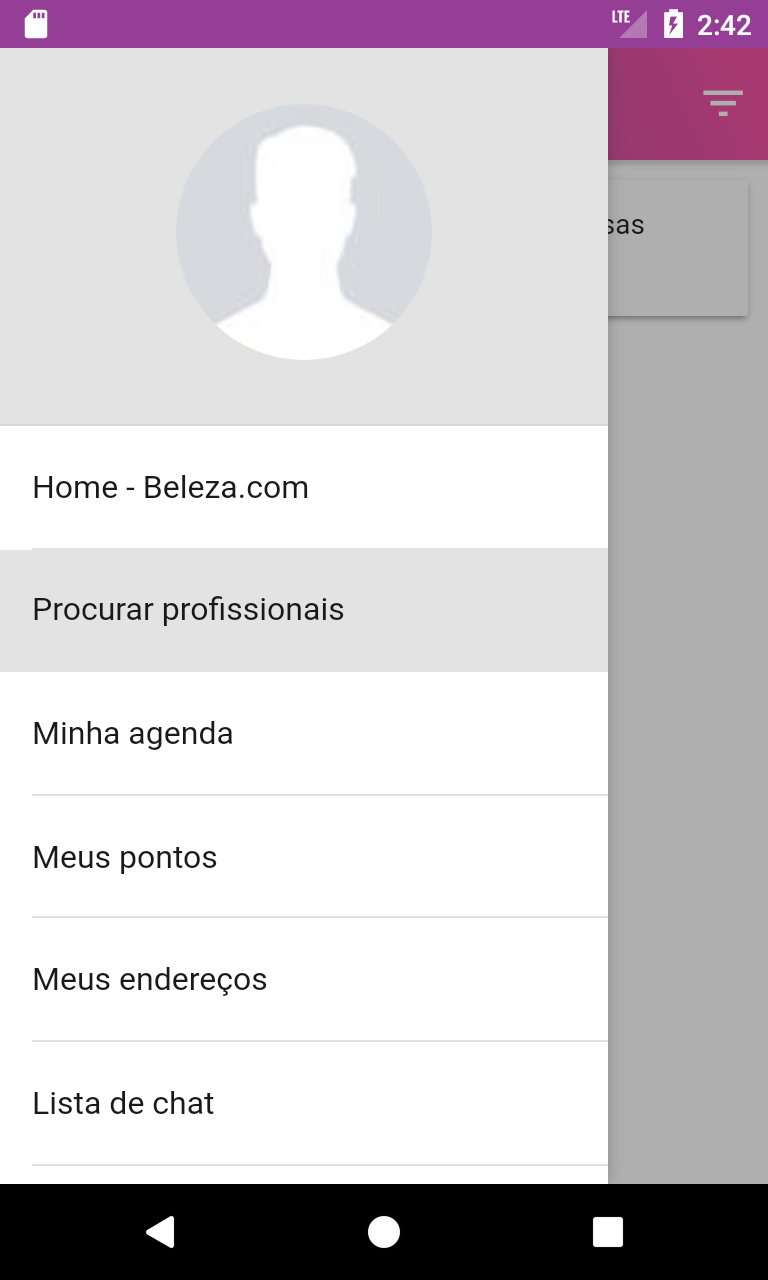 LTE 2:42
sas
Home - Beleza.com
Procurar profissionais
Minha agenda
Meus pontos
Meus endereços
Lista de chat